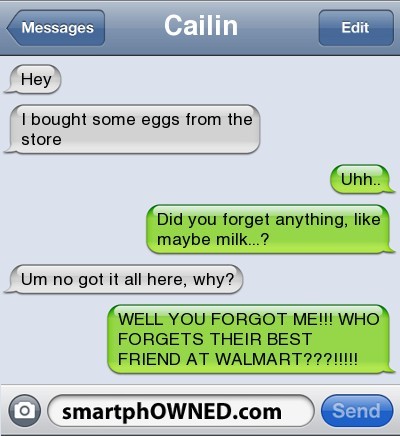 Messages
Cailin
Edit
Hey
I bought some eggs from the
store
Uhh..
Did you forget anything, like
maybe milk...?
Um no got it all here, why?
WELL YOU FORGOT ME!!! WHO
FORGETS THEIR BEST
FRIEND AT WALMART???!!!!!
smartphOWNED.com
Send